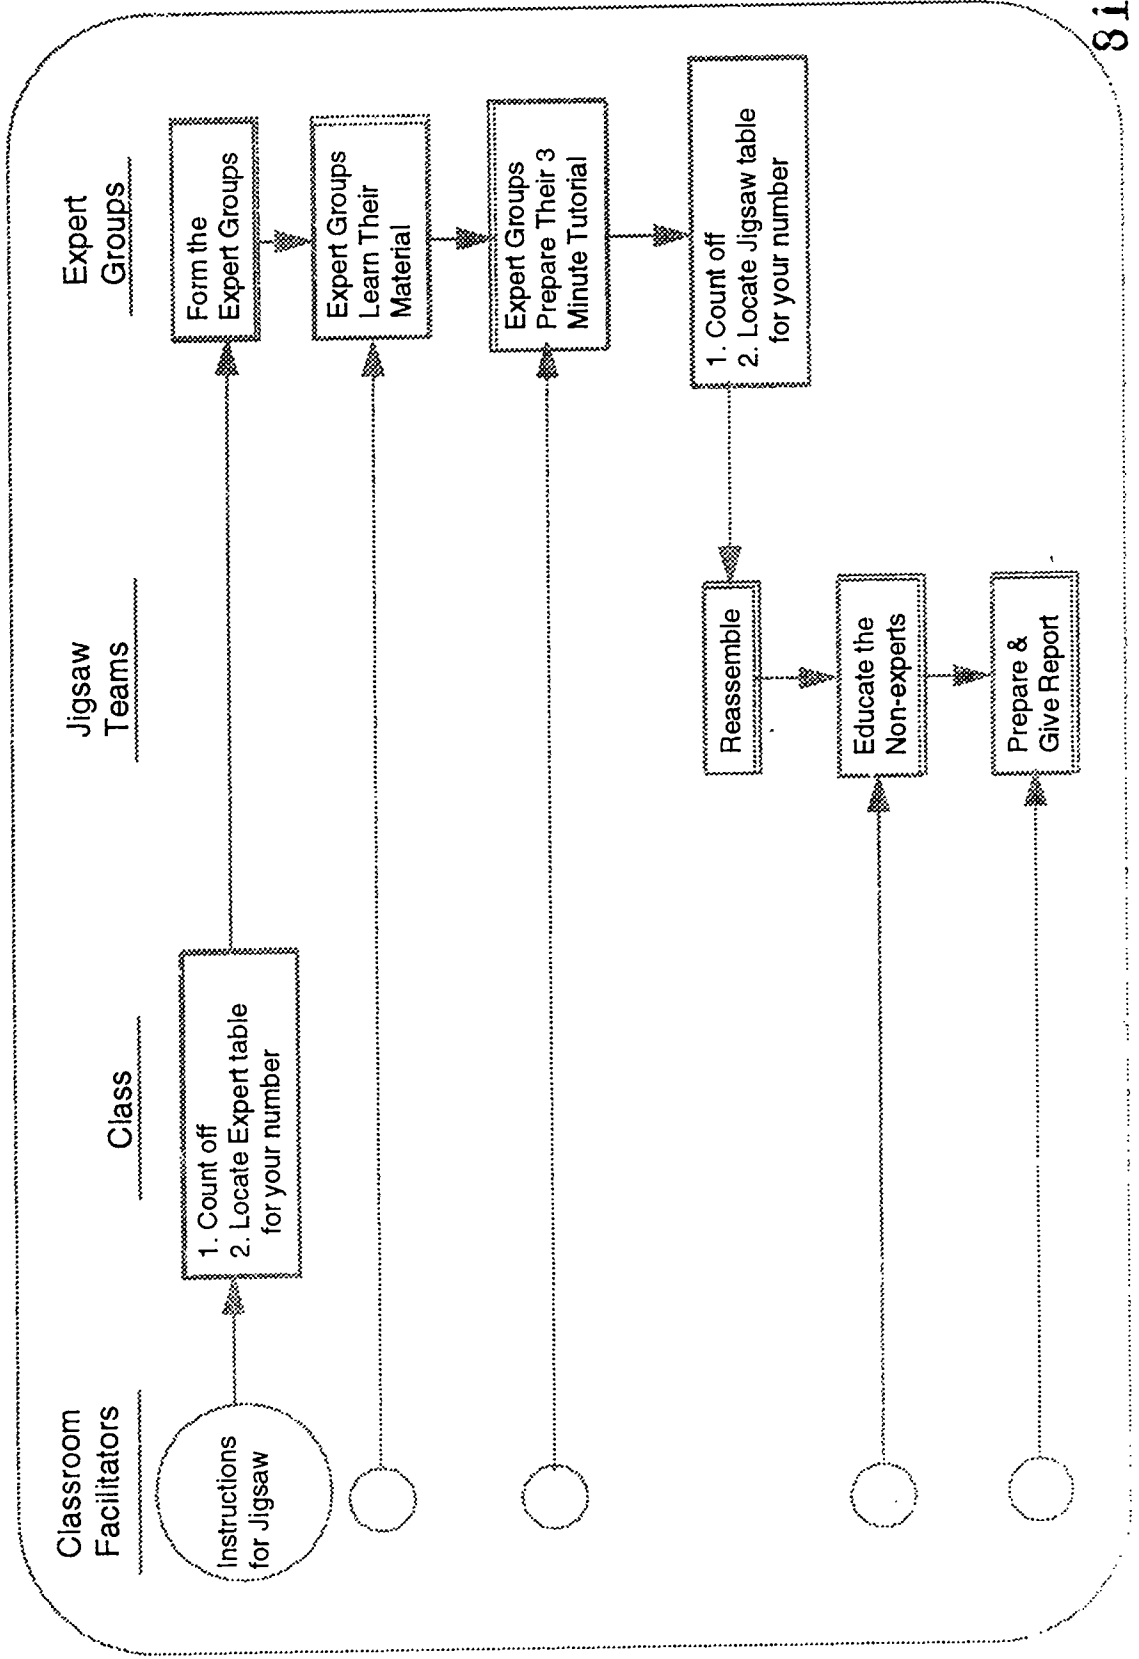 Classroom
Facilitators
Class
Jigsaw
Teams
Expert
Groups
Instructions
for Jigsaw
1. Count off
2. Locate Expert table
for your number
Form the
Expert Groups
Expert Groups
Learn Their
Material
Expert Groups
Prepare Their 3
Minute Tutorial
1. Count off
2. Locate Jigsaw table
for your number
Reassemble
Educate the
Non-experts
Prepare &
Give Report